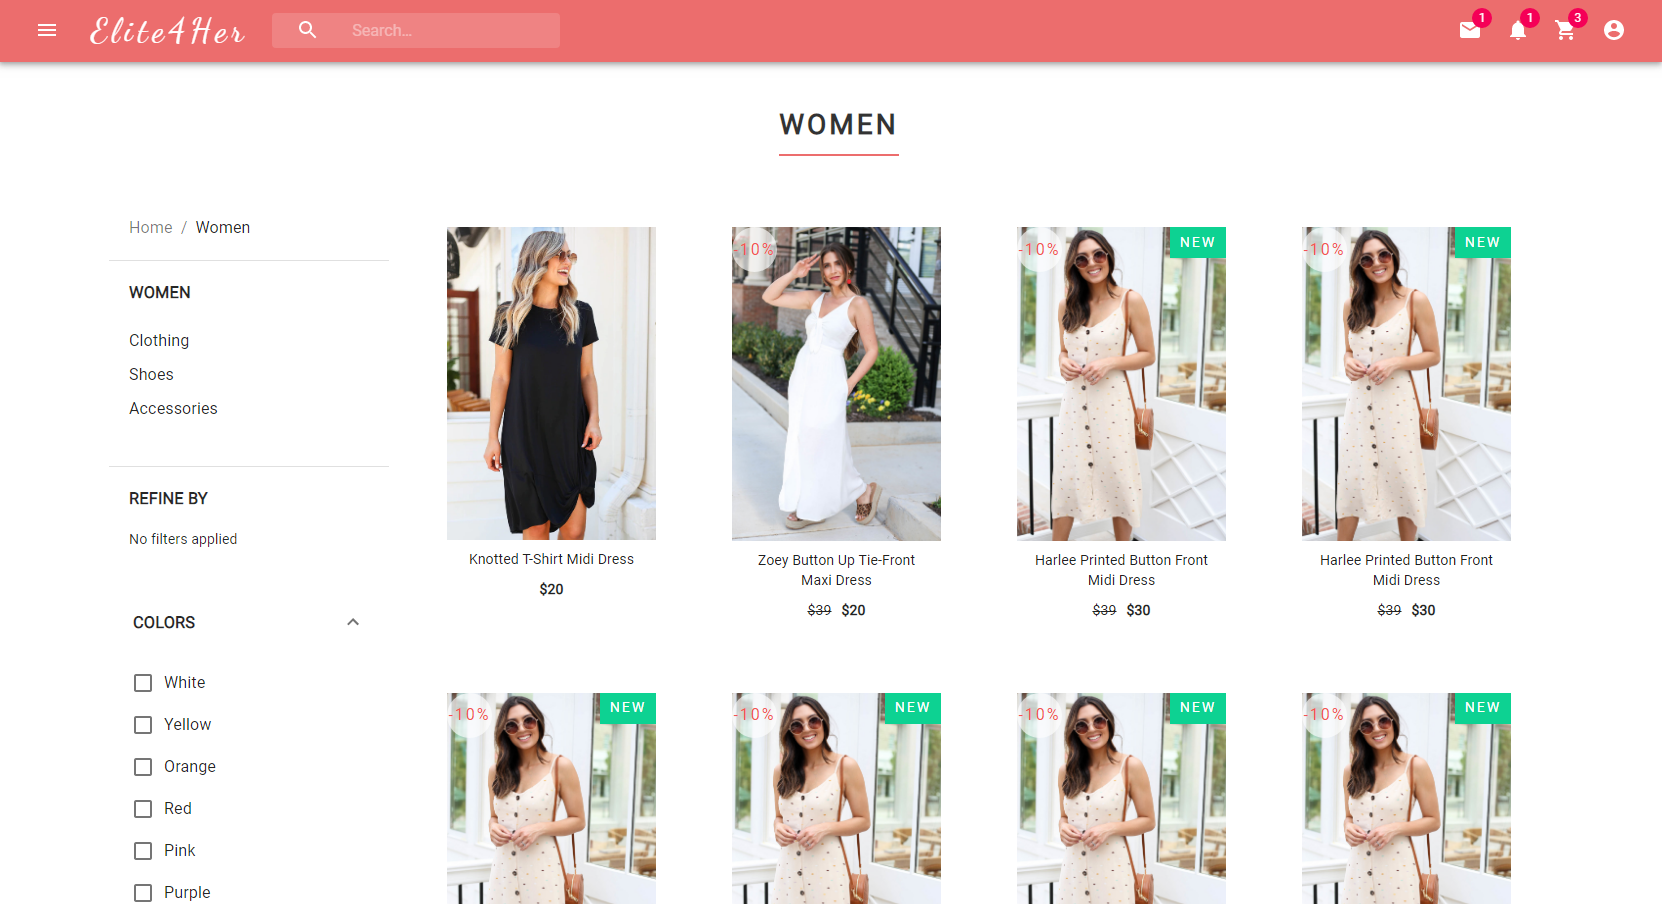 Elite4Her
Search...
1
1
3
WOMEN
Home / Women
WOMEN
Clothing
Shoes
Accessories
REFINE BY
No filters applied
COLORS
White
Yellow
Orange
Red
Pink
Purple
Knotted T-Shirt Midi Dress
$20
-10%
Zoey Button Up Tie-Front
Maxi Dress
$39 $20
-10%
NEW
Harlee Printed Button Front
Midi Dress
$39 $30
-10%
NEW
Harlee Printed Button Front
Midi Dress
$39 $30
-10%
NEW
-10%
NEW
-10%
NEW
-10%
NEW